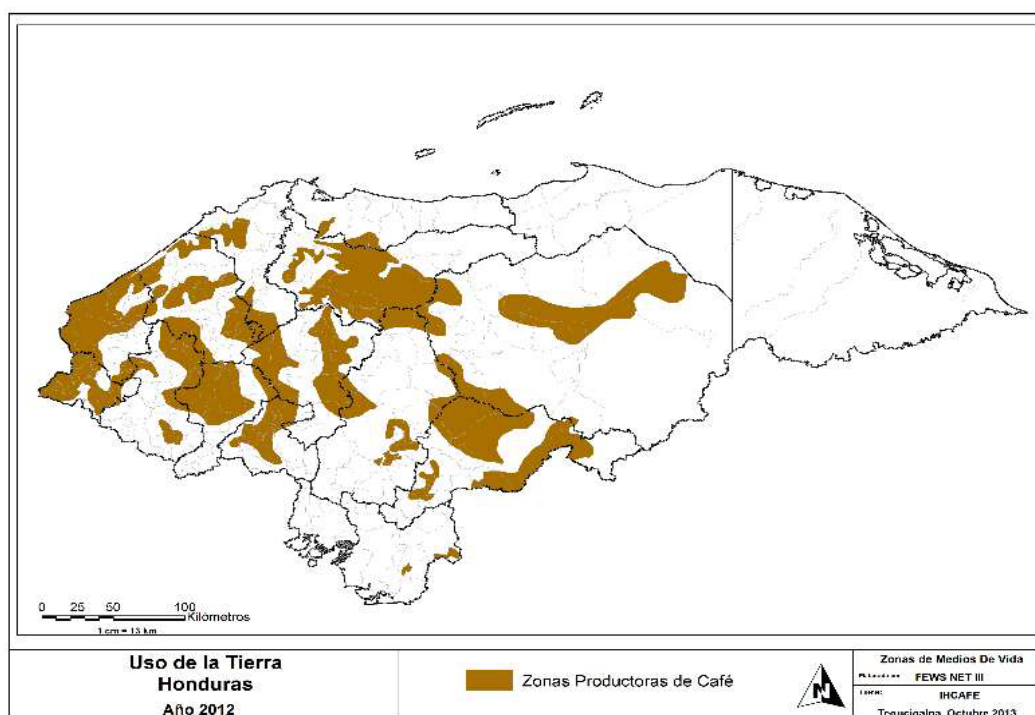 0 25 50 100
Kilómetros
1 cm = 13 km
Uso de la Tierra
Honduras
Año 2012
Zonas Productoras de Café
N
Zonas de Medios De Vida
FEWS NET III
IHCAFE
Tegucigalpa, Octubre 2013